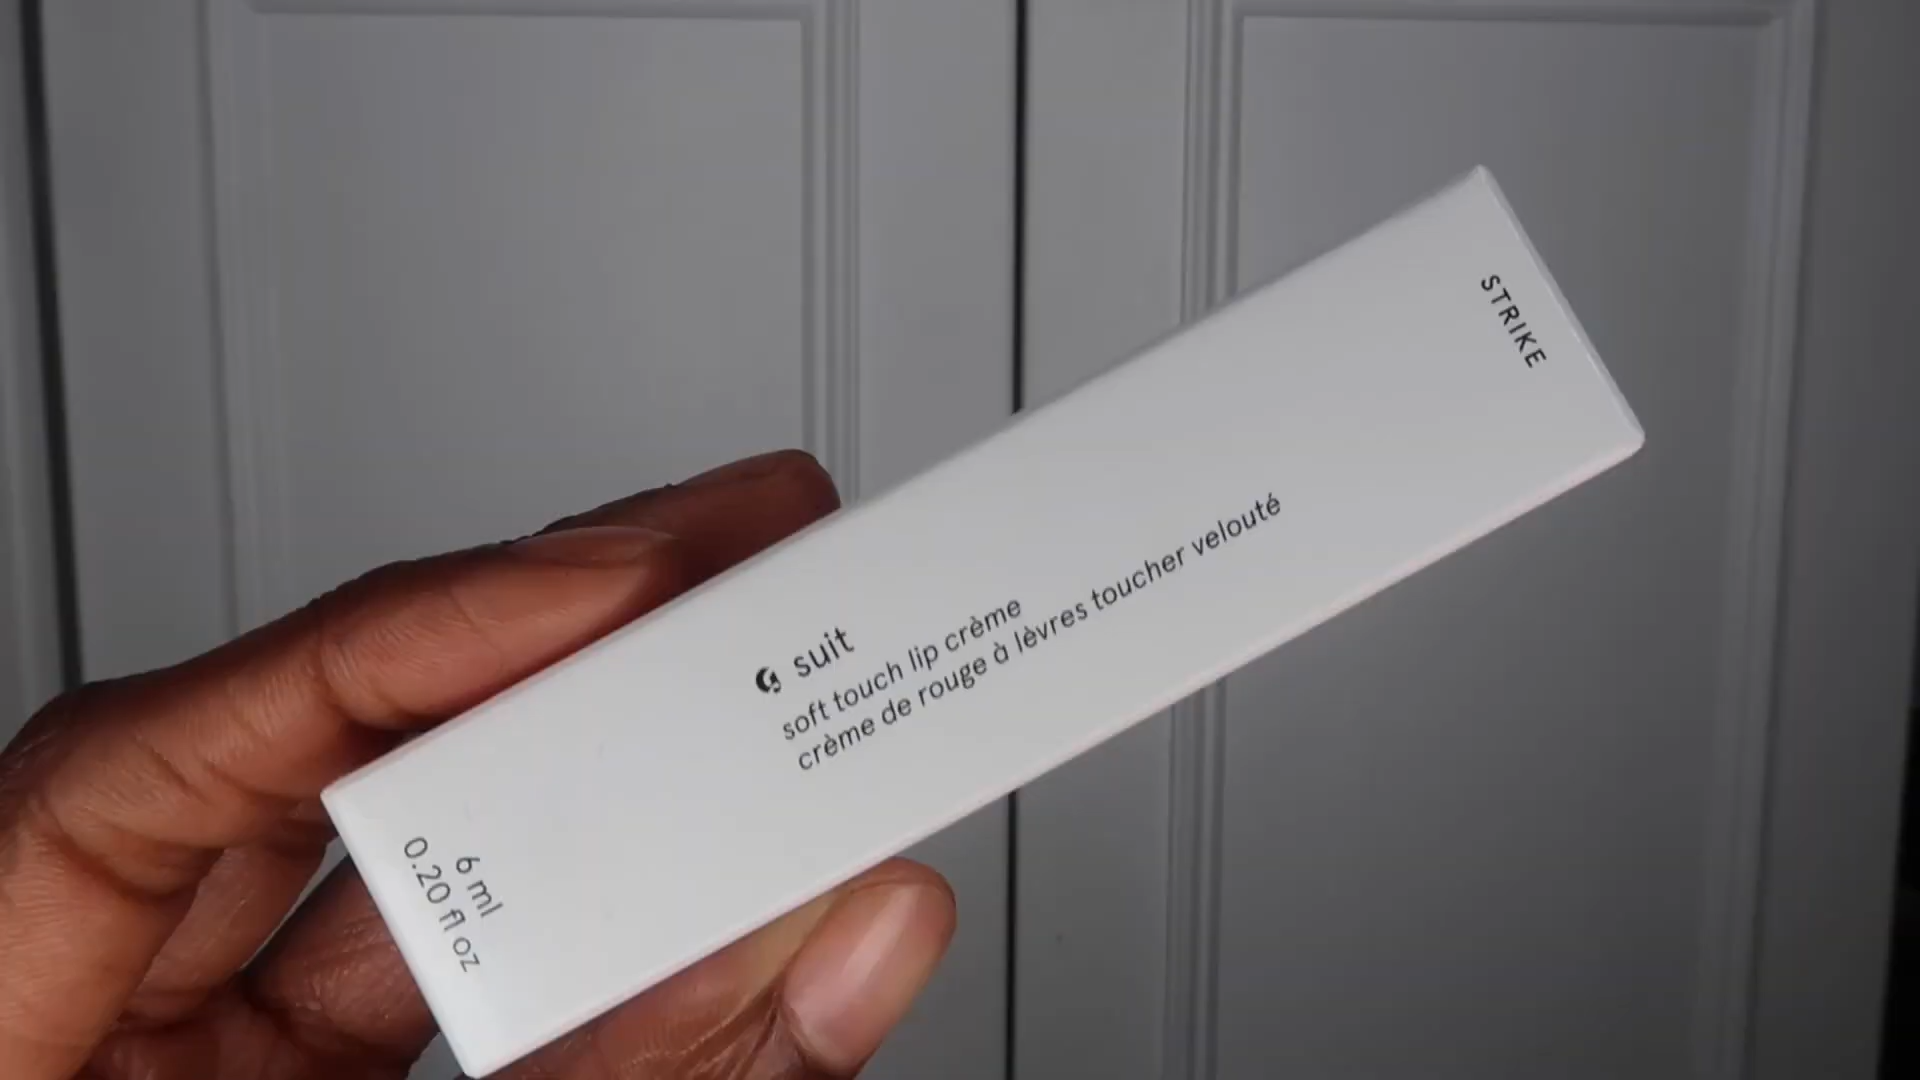 STRIKE
G suit
soft touch lip crème
crème de rouge à lèvres toucher velouté
6 ml
0.20 fl oz